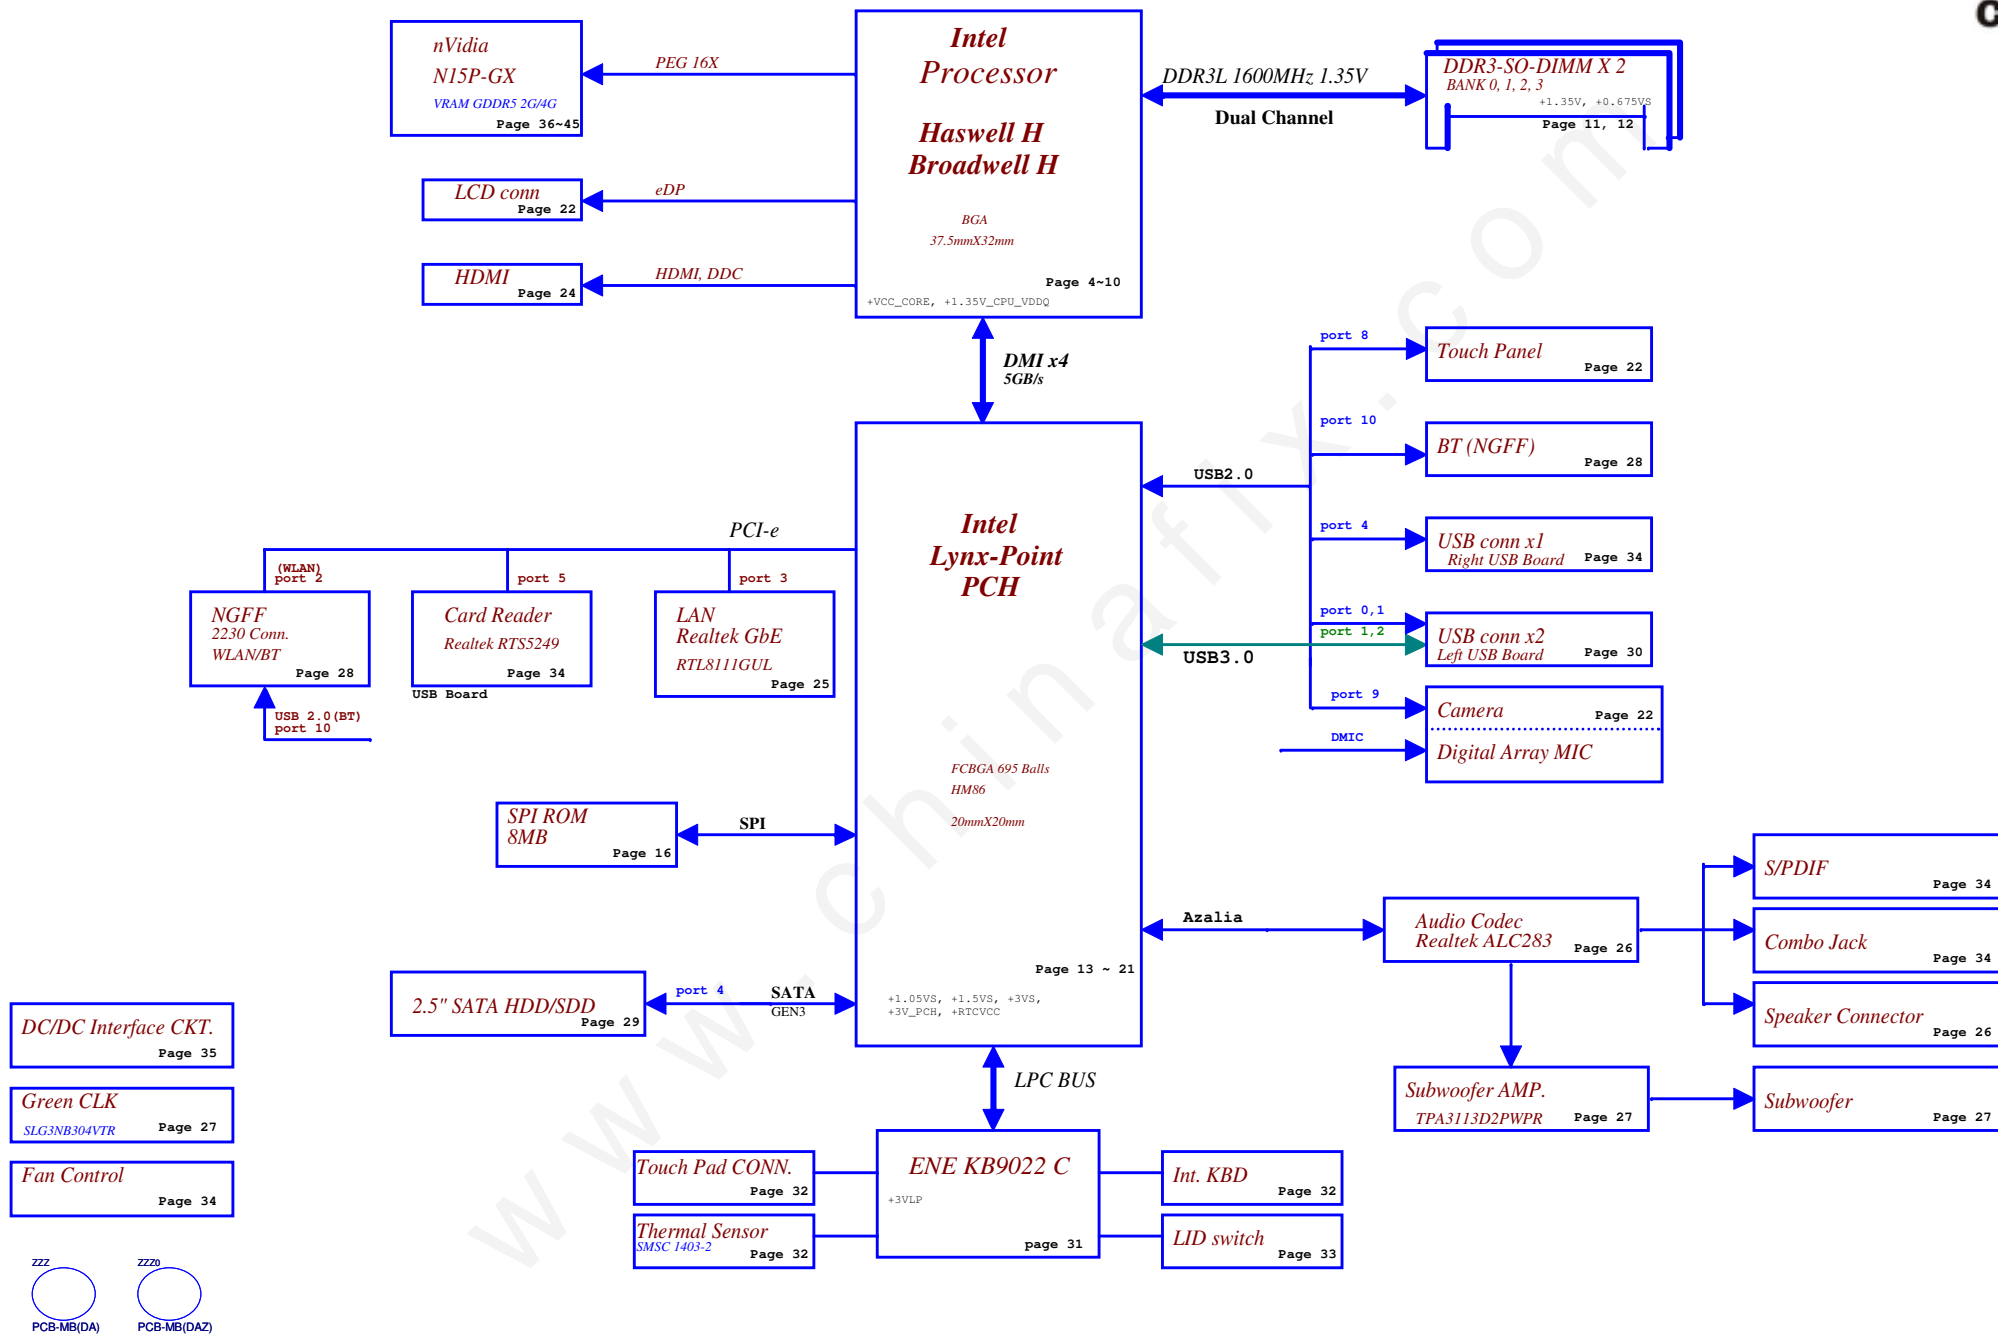 nVidia
N15P-GX
VRAM GDDR5 2G/4G
Page 36~45
PEG 16X
Intel
Processor
Haswell H
Broadwell H
BGA
37.5mmX32mm
Page 4~10
+VCC_CORE, +1.35V_CPU_VDDQ
DDR3L 1600MHz 1.35V
Dual Channel
DDR3-SO-DIMM X 2
BANK 0, 1, 2, 3
+1.35V, +0.675VS
Page 11, 12
LCD conn
Page 22
eDP
HDMI
Page 24
HDMI, DDC
DMI x4
5GB/s
port 8
Touch Panel
Page 22
port 10
BT (NGFF)
Page 28
USB2.0
port 4
USB conn x1
Right USB Board
Page 34
port 0,1
port 1,2
USB3.0
USB conn x2
Left USB Board
Page 30
port 9
Camera
Page 22
DMIC
Digital Array MIC
PCI-e
(WLAN)
port 2
port 5
port 3
NGFF
2230 Conn.
WLAN/BT
Page 28
USB 2.0(BT)
port 10
Card Reader
Realtek RTS5249
Page 34
USB Board
LAN
Realtek GbE
RTL8111GUL
Page 25
Intel
Lynx-Point
PCH
FCBGA 695 Balls
HM86
20mmX20mm
Page 13 ~ 21
+1.05VS, +1.5VS, +3VS,
+3V_PCH, +RTCVCC
SPI ROM
8MB
Page 16
SPI
2.5" SATA HDD/SDD
Page 29
port 4
SATA
GEN3
Azalia
Audio Codec
Realtek ALC283
Page 26
S/PDIF
Page 34
Combo Jack
Page 34
Speaker Connector
Page 26
Subwoofer AMP.
TPA3113D2PWPR
Page 27
Subwoofer
Page 27
LPC BUS
ENE KB9022 C
+3VLP
page 31
Touch Pad CONN.
Page 32
Thermal Sensor
SMSC 1403-2
Page 32
Int. KBD
Page 32
LID switch
Page 33
DC/DC Interface CKT.
Page 35
Green CLK
SLG3NB304VTR
Page 27
Fan Control
Page 34
ZZZ
PCB-MB(DA)
ZZZ0
PCB-MB(DAZ)
www.chinafix.com